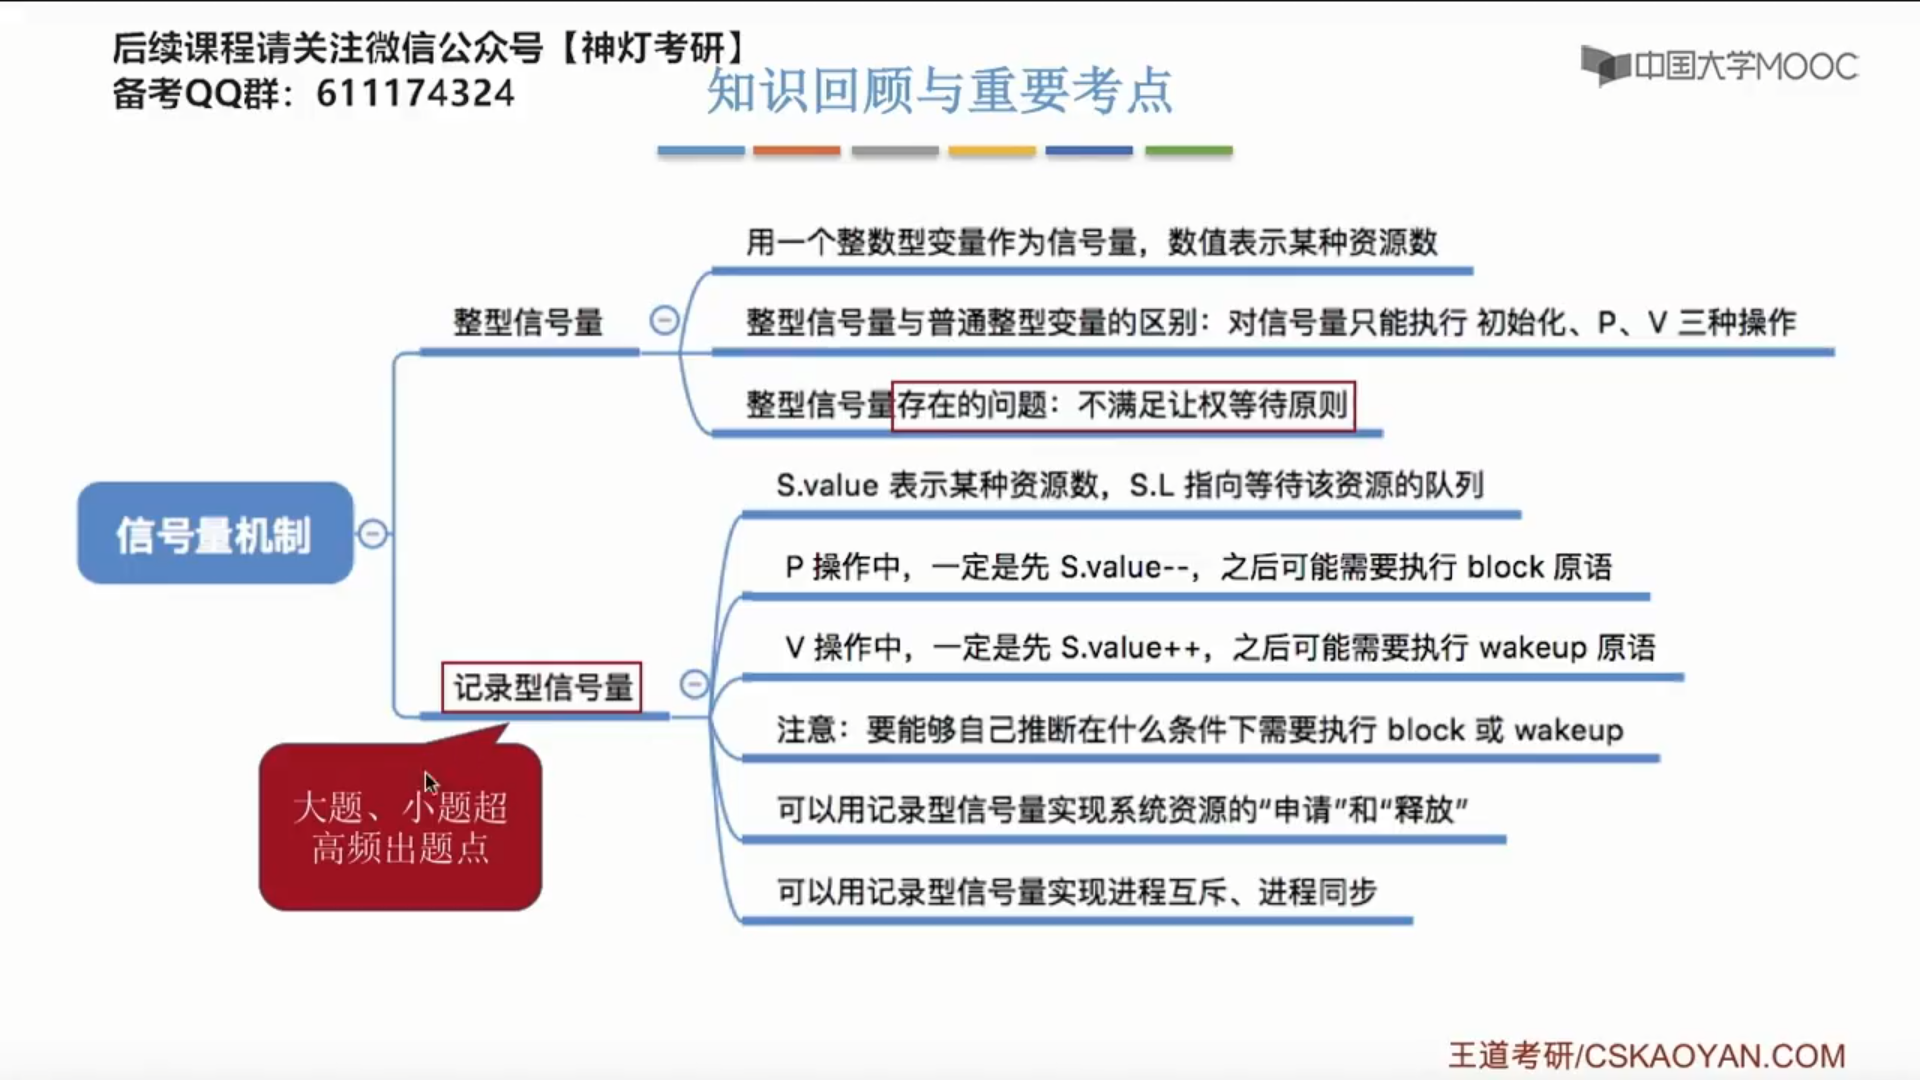 后续课程请关注微信公众号【神灯考研】
备考QQ群：611174324
知识回顾与重要考点
中国大学MOOC
用一个整数型变量作为信号量，数值表示某种资源数
整型信号量
整型信号量与普通整型变量的区别：对信号量只能执行 初始化、P、V 三种操作
整型信号量存在的问题：不满足让权等待原则
信号量机制
S.value 表示某种资源数，S.L 指向等待该资源的队列
P 操作中，一定是先 S.value--，之后可能需要执行 block 原语
V 操作中，一定是先 S.value++，之后可能需要执行 wakeup 原语
记录型信号量
注意：要能够自己推断在什么条件下需要执行 block 或 wakeup
可以用记录型信号量实现系统资源的“申请”和“释放”
可以用记录型信号量实现进程互斥、进程同步
大题、小题超
高频出题点
王道考研/CSKAOYAN.COM